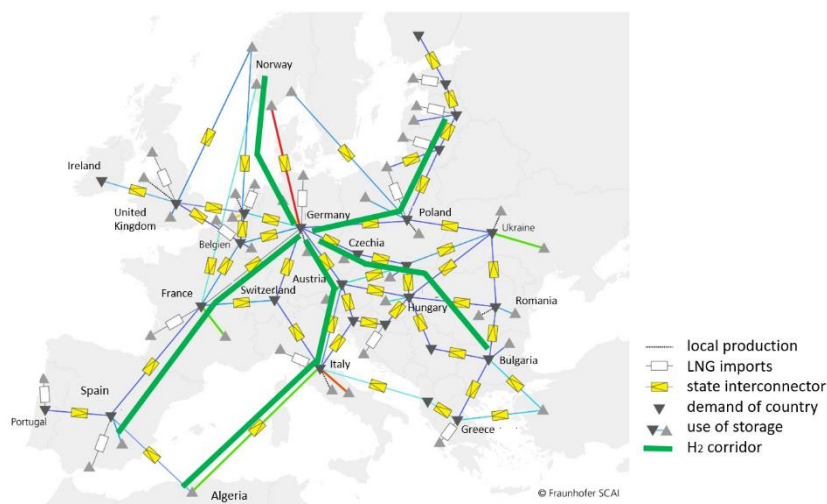 Norway
Ireland
United
Kingdom
Belgien
Germany
Poland
Czechia
Ukraine
Austria
France
Switzerland
Hungary
Romania
Italy
Bulgaria
Spain
Portugal
Greece
Algeria
local production
LNG imports
state interconnector
demand of country
use of storage
H2 corridor
© Fraunhofer SCAI